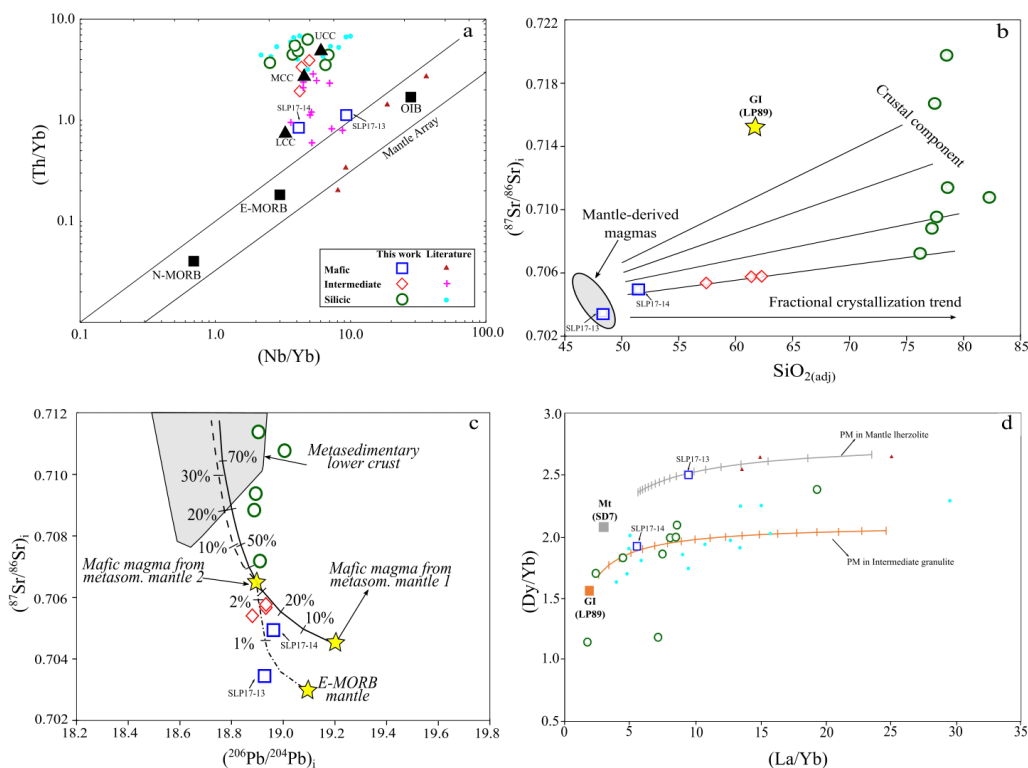 a
10.0
1.0
0.1
(Th/Yb)
UCC
MCC
SLP17-14
LCC
SLP17-13
OIB
Mantle Array
E-MORB
N-MORB
This work Literature
Mafic
Intermediate
Silicic
0.1 1.0 10.0 100.0
(Nb/Yb)
b
0.722
0.718
0.714
0.710
0.706
0.702
(⁸⁷Sr/⁸⁶Sr)i
GI
(LP89)
Crustal component
Mantle-derived
magmas
SLP17-14
SLP17-13
Fractional crystallization trend
45 50 55 60 65 70 75 80 85
SiO2(adj)
c
0.712
0.710
0.708
0.706
0.704
0.702
(⁸⁷Sr/⁸⁶Sr)i
70%
30%
20%
10%
50%
Metasedimentary
lower crust
Mafic magma from
metasom. mantle 2
Mafic magma from
metasom. mantle 1
2%
20%
10%
1%
SLP17-14
SLP17-13
E-MORB
mantle
18.2 18.4 18.6 18.8 19.0 19.2 19.4 19.6 19.8
(²⁰⁶Pb/²⁰⁴Pb)i
d
3.0
2.5
2.0
1.5
1.0
0.5
(Dy/Yb)
PM in Mantle lherzolite
SLP17-13
Mt
(SD7)
SLP17-14
GI
(LP89)
PM in Intermediate granulite
0 5 10 15 20 25 30 35
(La/Yb)